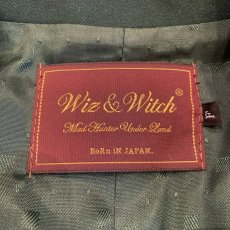 Wiz & Witch®
Mad Hunter Under Land
BoRn iN JAPAN.